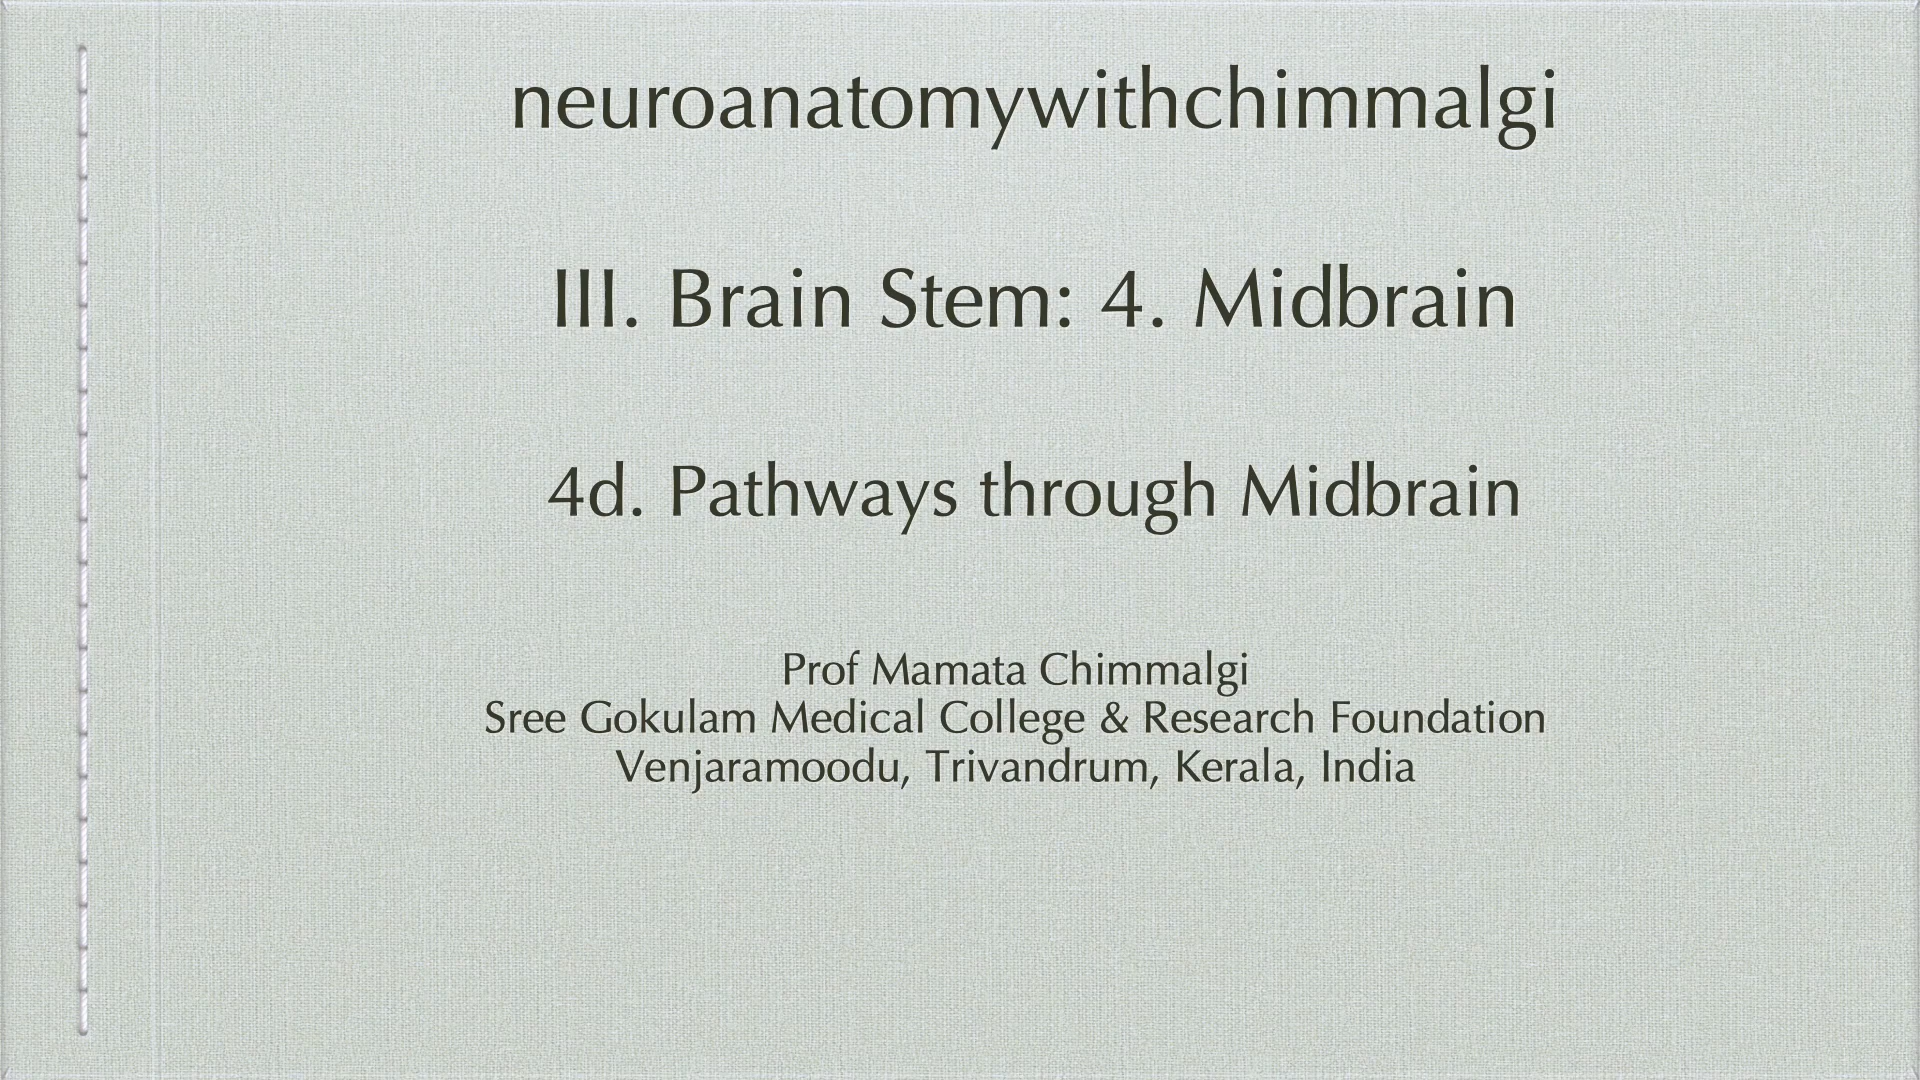 neuroanatomywithchimmalgi
III. Brain Stem: 4. Midbrain
4d. Pathways through Midbrain
Prof Mamata Chimmalgi
Sree Gokulam Medical College & Research Foundation
Venjaramoodu, Trivandrum, Kerala, India